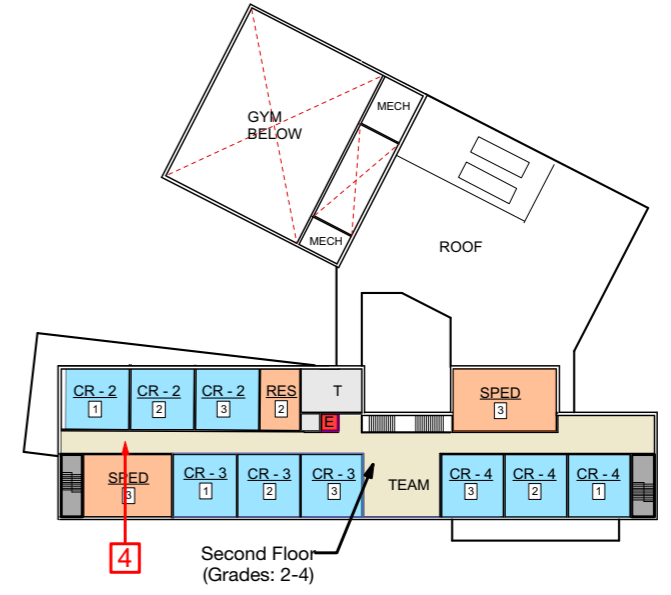 MECH
GYM
BELOW
MECH
ROOF
CR - 2
1
CR - 2
2
CR - 2
3
RES
2
T
E
SPED
3
SPED
3
CR - 3
1
CR - 3
2
CR - 3
3
TEAM
CR - 4
3
CR - 4
2
CR - 4
1
4
Second Floor
(Grades: 2-4)